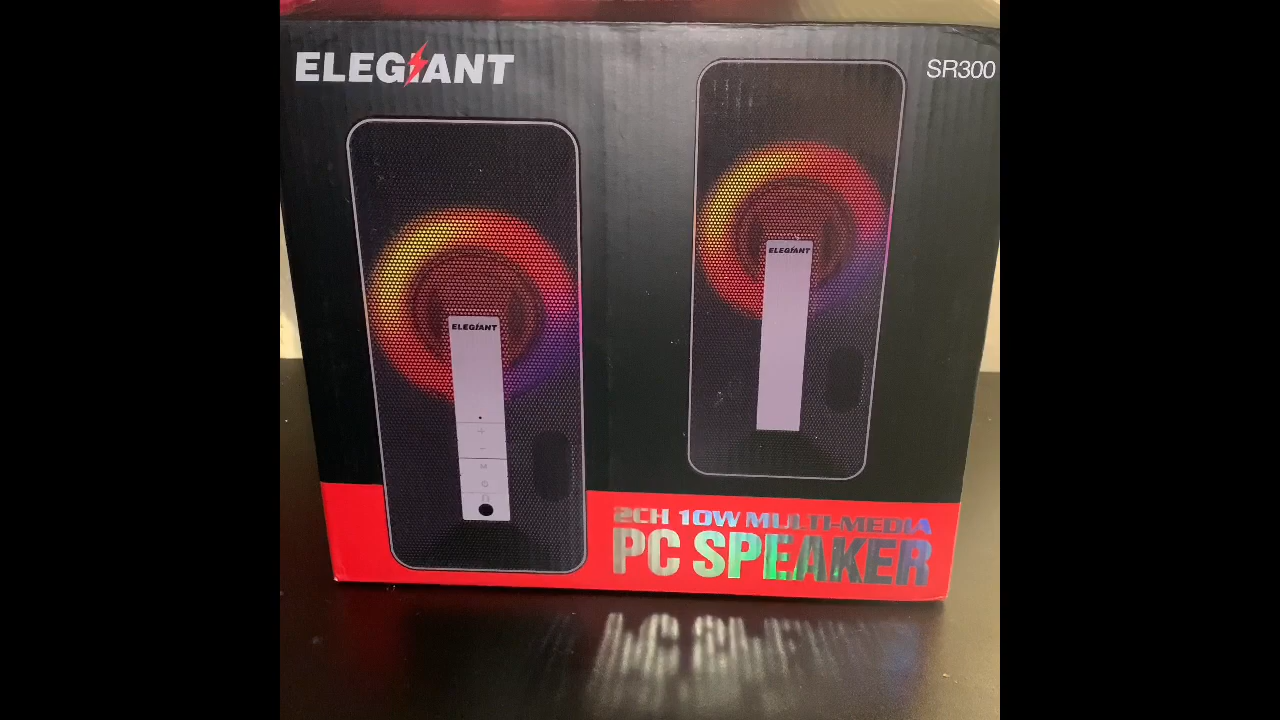 ELEGIANT
SR300
ELEGIANT
ELEGIANT
M
2CH 10W MULTI-MEDIA
PC SPEAKER